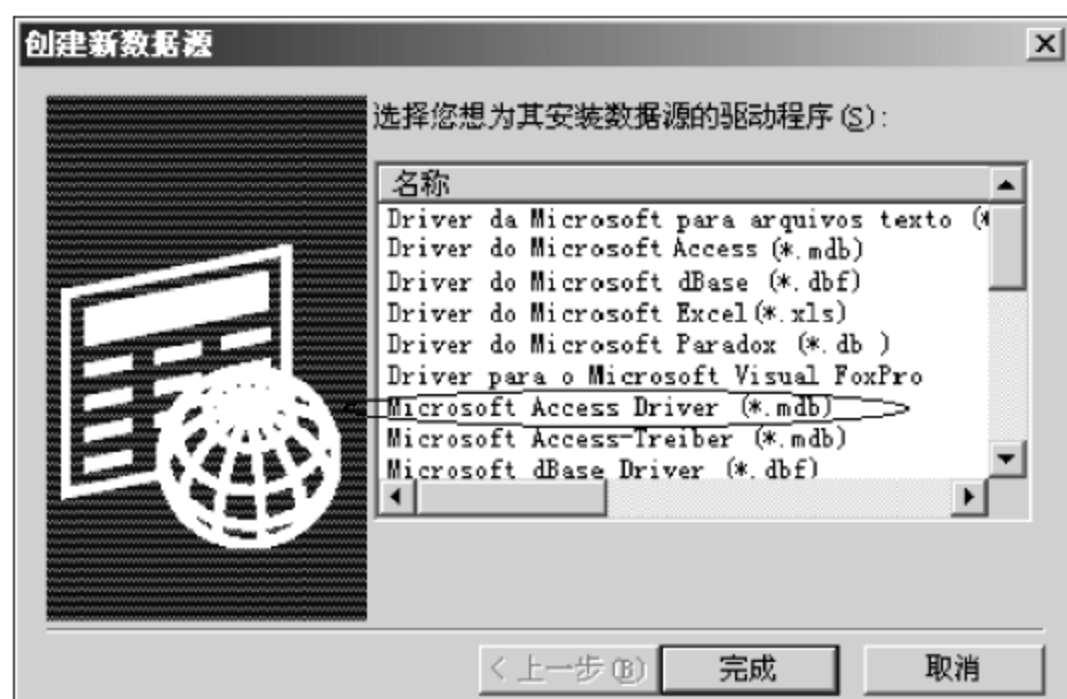 创建新数据源
选择您想为其安装数据源的驱动程序(S):
名称
Driver da Microsoft para arquivos texto (*
Driver do Microsoft Access (*.mdb)
Driver do Microsoft dBase (*.dbf)
Driver do Microsoft Excel(*.xls)
Driver do Microsoft Paradox (*.db )
Driver para o Microsoft Visual FoxPro
Microsoft Access Driver (*.mdb)
Microsoft Access-Treiber (*.mdb)
Microsoft dBase Driver (*.dbf)
< 上一步(B) 完成 取消